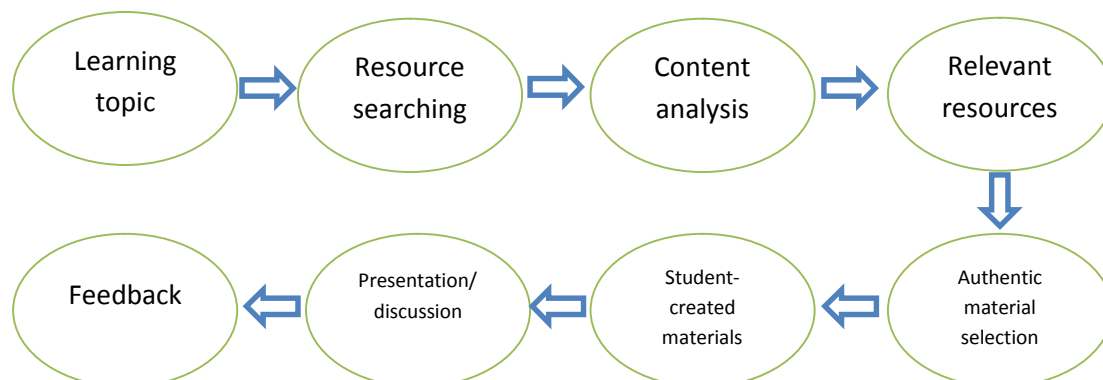 Learning
topic
Resource
searching
Content
analysis
Relevant
resources
Authentic
material
selection
Student-
created
materials
Presentation/
discussion
Feedback